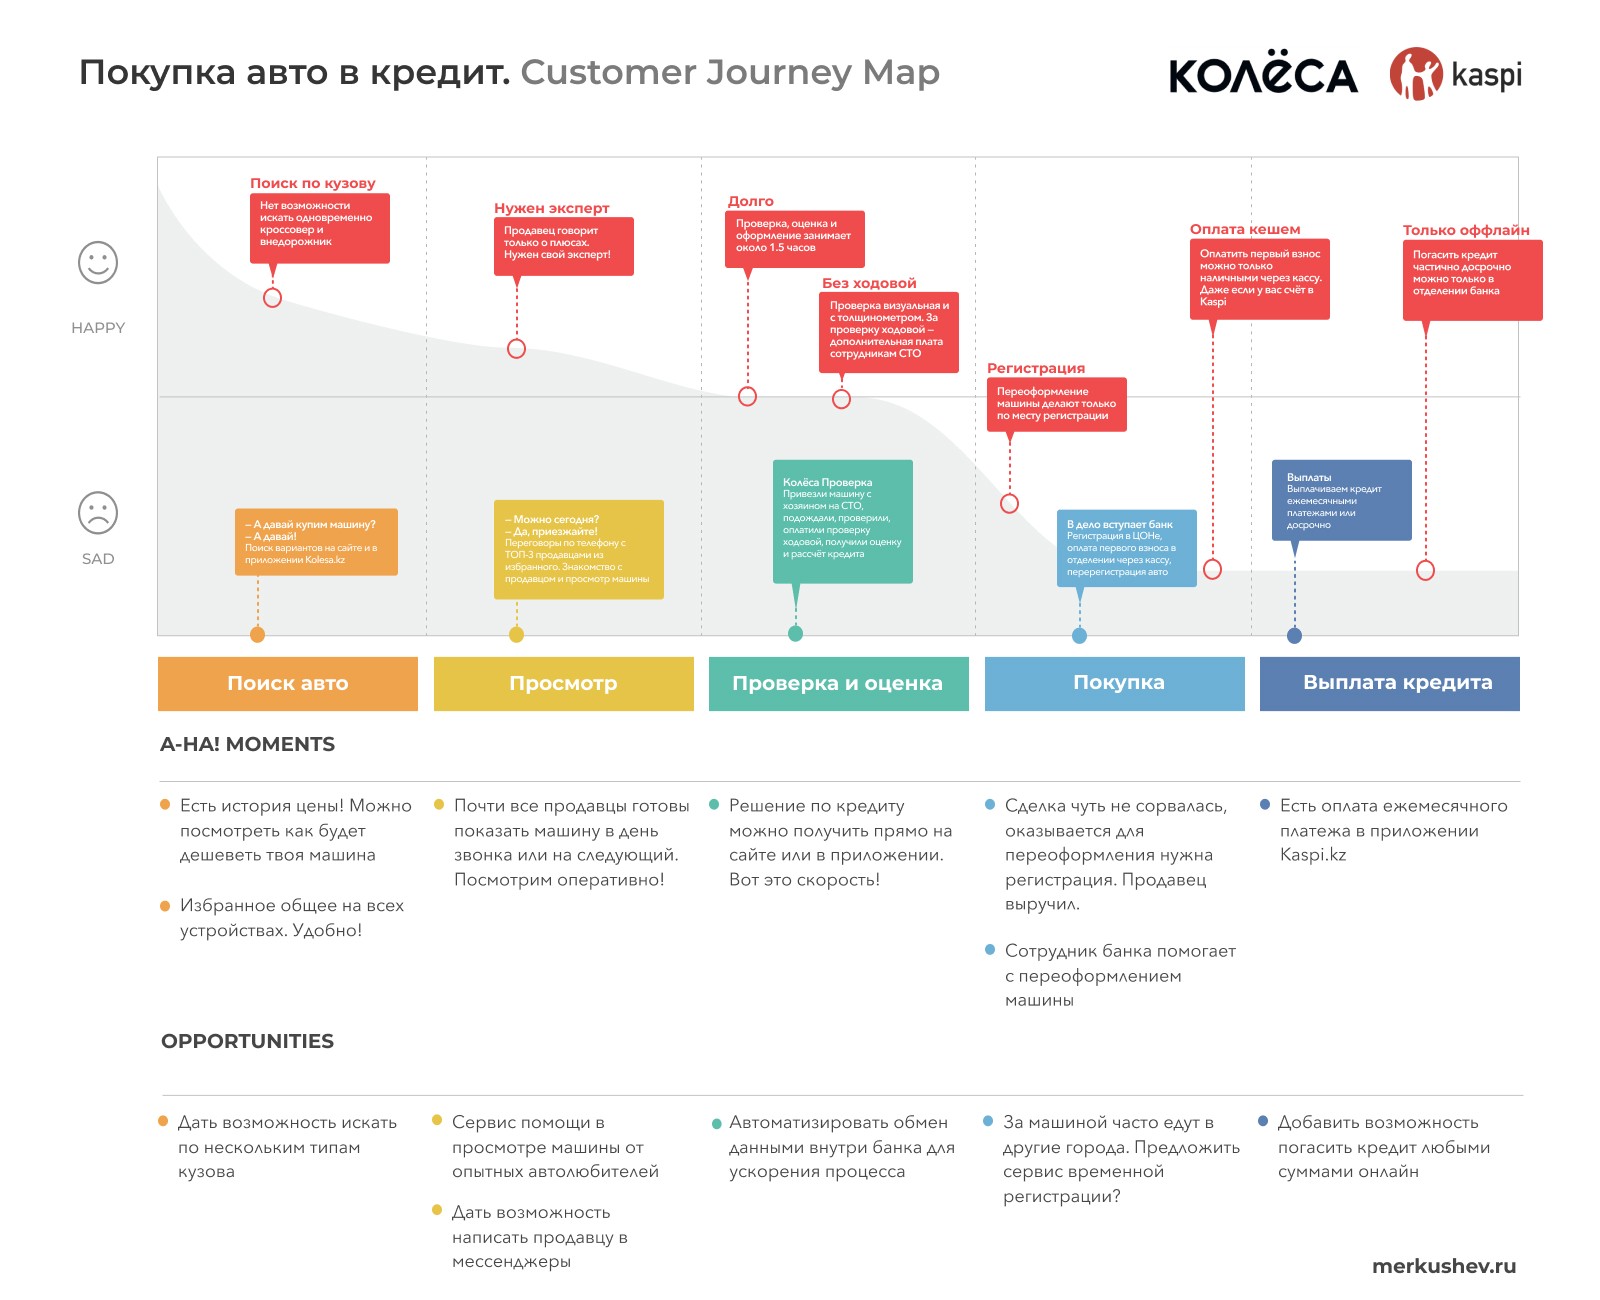 Покупка авто в кредит. Customer Journey Map
КОЛЁСА
kaspi
HAPPY
SAD
Поиск по кузову
Нет возможности
искать одновременно
кроссовер и
внедорожник
Нужен эксперт
Продавец говорит
только о плюсах.
Нужен свой эксперт!
Долго
Проверка, оценка и
оформление занимает
около 1.5 часов
Без ходовой
Проверка визуальная и
с толщинометром. За
проверку ходовой –
дополнительная плата
сотрудникам СТО
Регистрация
Переоформление
машины делают только
по месту регистрации
Оплата кешем
Оплатить первый взнос
можно только
наличными через кассу.
Даже если у вас счёт в
Kaspi
Только оффлайн
Погасить кредит
частично досрочно
можно только в
отделении банка
– А давай купим машину?
– А давай!
Поиск вариантов на сайте и в
приложении Kolesa.kz
– Можно сегодня?
– Да, приезжайте!
Переговоры по телефону с
ТОП-3 продавцами из
избранного. Знакомство с
продавцом и просмотр машины
Колёса Проверка
Привезли машину с
хозяином на СТО,
подождали, проверили,
оплатили проверку
ходовой, получили оценку
и рассчёт кредита
В дело вступает банк
Регистрация в ЦОНе,
оплата первого взноса в
отделении через кассу,
перерегистрация авто
Выплаты
Выплачиваем кредит
ежемесячными
платежами или
досрочно
Поиск авто
Просмотр
Проверка и оценка
Покупка
Выплата кредита
A-HA! MOMENTS
Есть история цены! Можно
посмотреть как будет
дешеветь твоя машина
Избранное общее на всех
устройствах. Удобно!
Почти все продавцы готовы
показать машину в день
звонка или на следующий.
Посмотрим оперативно!
Решение по кредиту
можно получить прямо на
сайте или в приложении.
Вот это скорость!
Сделка чуть не сорвалась,
оказывается для
переоформления нужна
регистрация. Продавец
выручил.
Сотрудник банка помогает
с переоформлением
машины
Есть оплата ежемесячного
платежа в приложении
Kaspi.kz
OPPORTUNITIES
Дать возможность искать
по нескольким типам
кузова
Сервис помощи в
просмотре машины от
опытных автолюбителей
Дать возможность
написать продавцу в
мессенджеры
Автоматизировать обмен
данными внутри банка для
ускорения процесса
За машиной часто едут в
другие города. Предложить
сервис временной
регистрации?
Добавить возможность
погасить кредит любыми
суммами онлайн
merkushev.ru